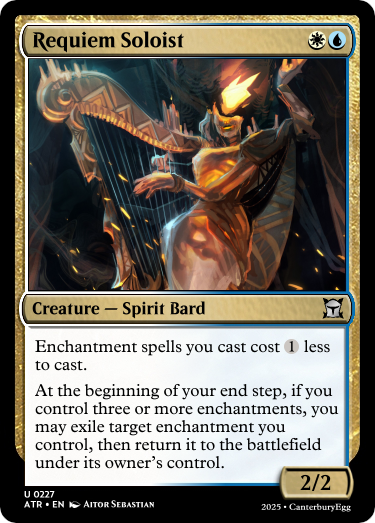 Requiem Soloist
Creature — Spirit Bard
Enchantment spells you cast cost 1 less
to cast.
At the beginning of your end step, if you
control three or more enchantments, you
may exile target enchantment you
control, then return it to the battlefield
under its owner's control.
2/2
U 0227
ATR • EN Aitor Sebastian
2025 • CanterburyEgg